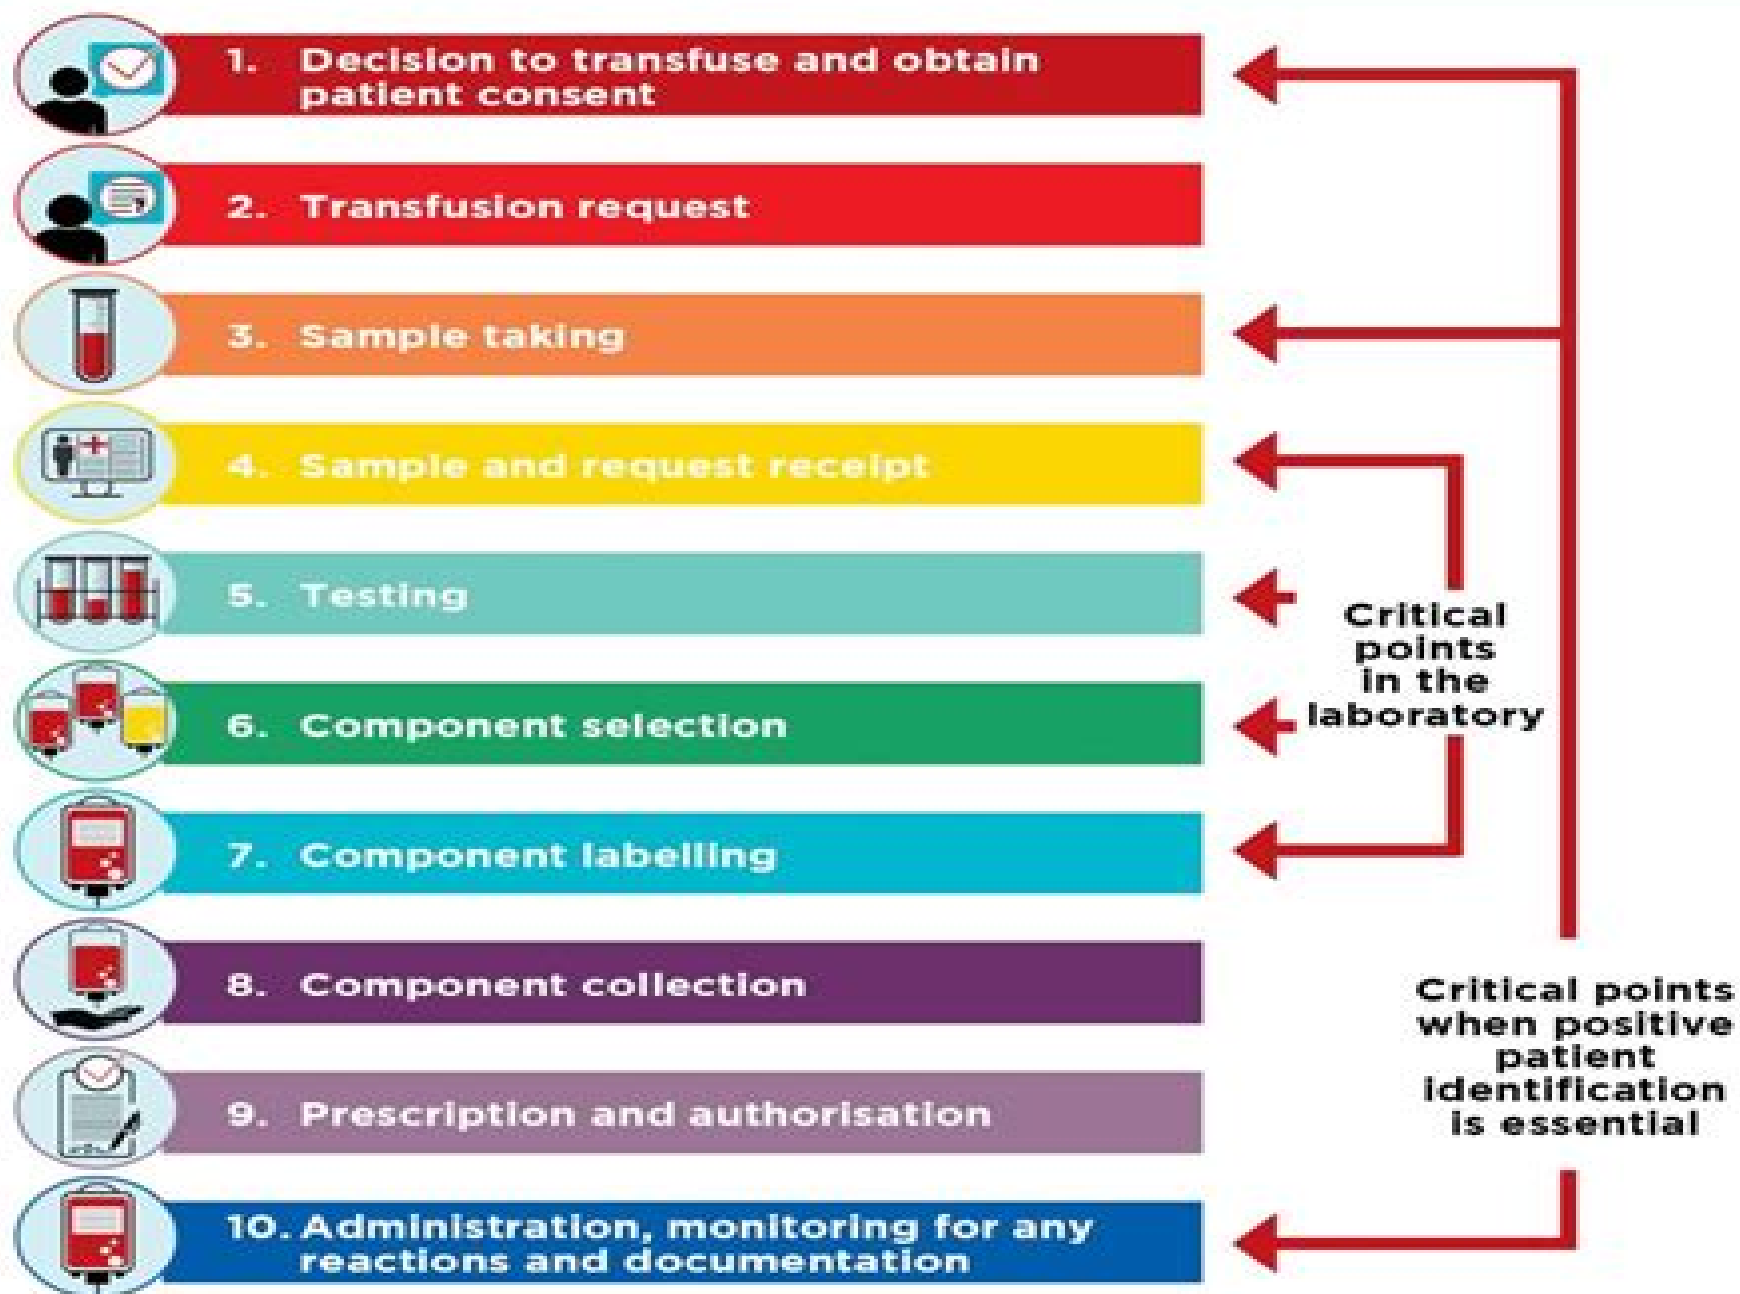 1. Decision to transfuse and obtain
patient consent
2. Transfusion request
3. Sample taking
4. Sample and request receipt
5. Testing
6. Component selection
7. Component labelling
8. Component collection
9. Prescription and authorisation
10. Administration, monitoring for any
reactions and documentation
Critical
points
in the
laboratory
Critical points
when positive
patient
identification
is essential